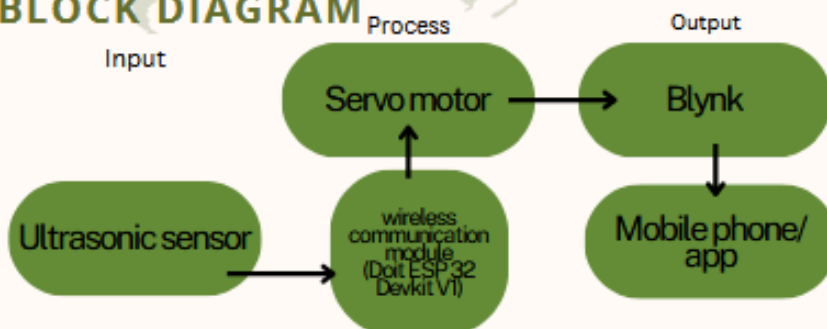 BLOCK DIAGRAM
Input
Process
Output
Servo motor
Blynk
Ultrasonic sensor
wireless
communication
module
(Doit ESP 32
Devkit V1)
Mobile phone/
app